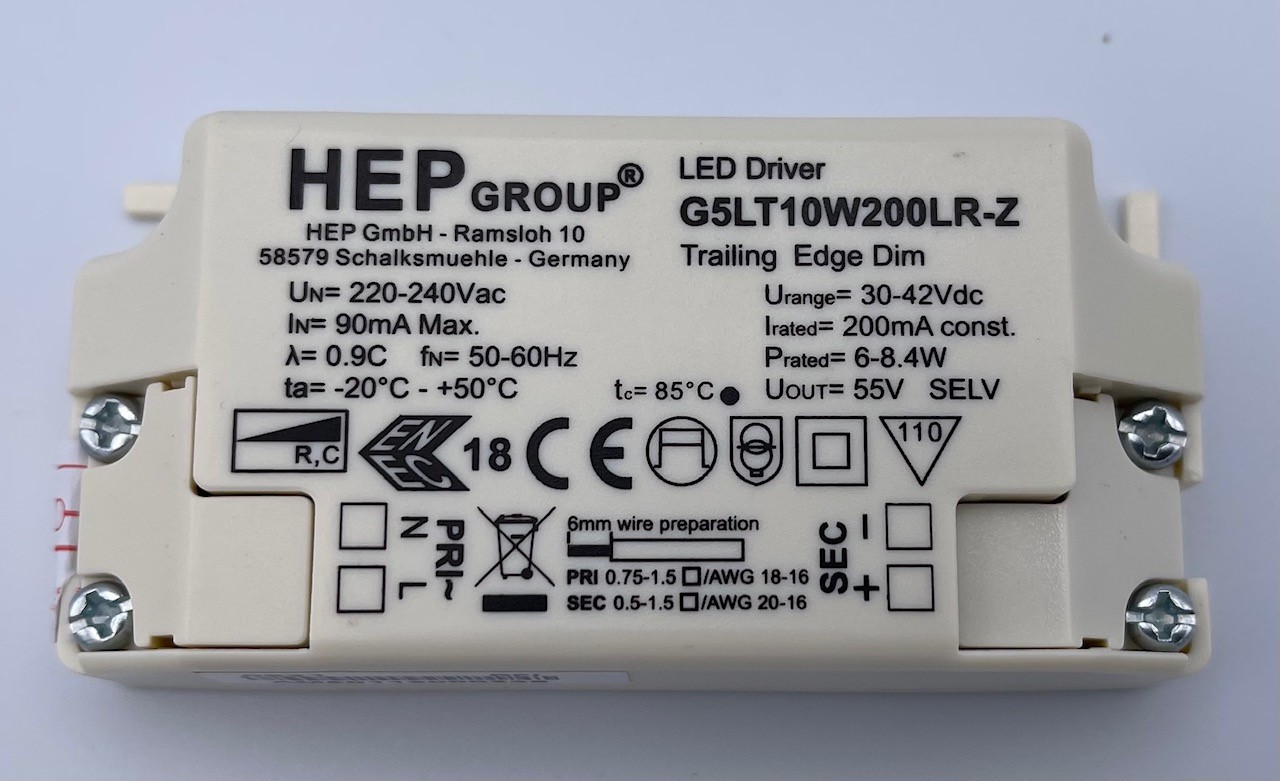 HEP GROUP®
HEP GmbH - Ramsloh 10
58579 Schalksmuehle - Germany
LED Driver
G5LT10W200LR-Z
Trailing Edge Dim
UN= 220-240Vac
IN= 90mA Max.
λ= 0.9C fN= 50-60Hz
ta= -20°C - +50°C
tc= 85°C
Urange= 30-42Vdc
Irated= 200mA const.
Prated= 6-8.4W
UOUT= 55V SELV
R,C
ENEC
18
CE
110
N
L
PRI~
6mm wire preparation
PRI 0.75-1.5 □/AWG 18-16
SEC 0.5-1.5 □/AWG 20-16
SEC
−
+